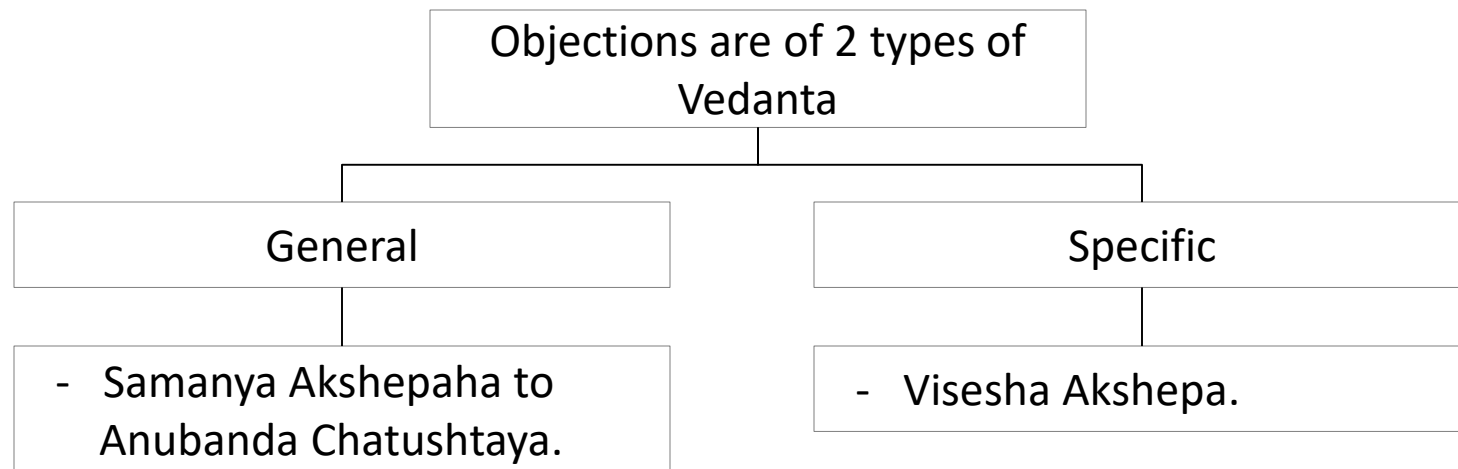 Objections are of 2 types of
Vedanta
General
Specific
- Samanya Akshepaha to
Anubanda Chatushtaya.
- Visesha Akshepa.